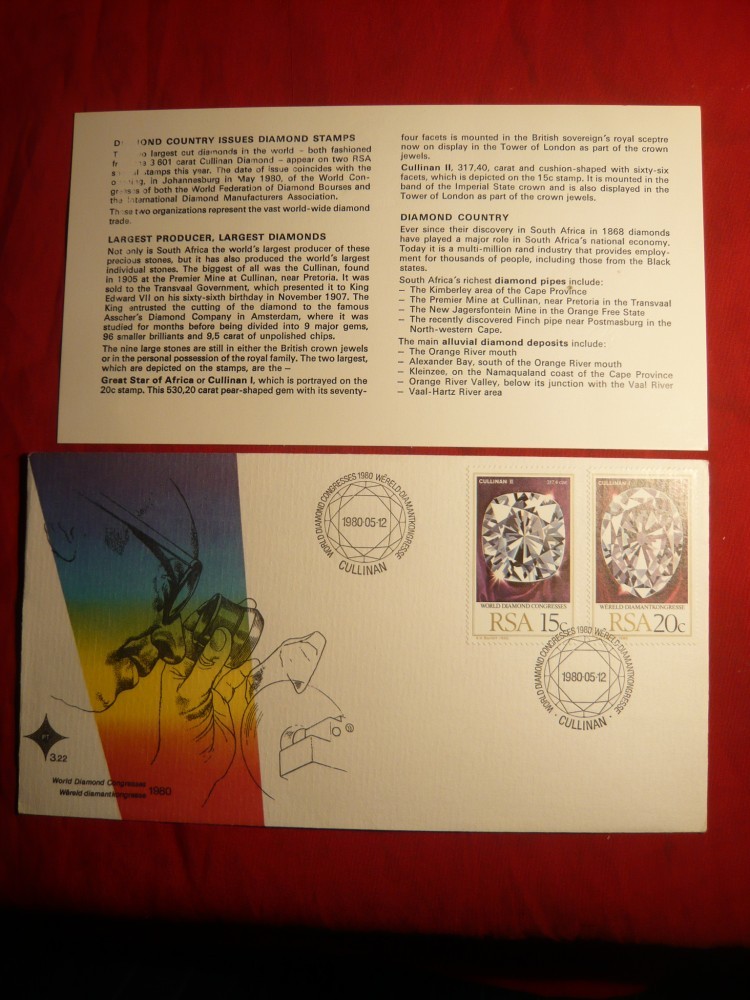 DIAMOND COUNTRY ISSUES DIAMOND STAMPS
largest cut diamonds in the world – both fashioned
3 601 carat Cullinan Diamond – appear on two RSA
stamps this year. The date of issue coincides with the
in Johannesburg in May 1980, of the World Con-
of both the World Federation of Diamond Bourses and
the International Diamond Manufacturers Association.
These two organizations represent the vast world-wide diamond
trade.
LARGEST PRODUCER, LARGEST DIAMONDS
Not only is South Africa the world's largest producer of these
precious stones, but it has also produced the world's largest
individual stones. The biggest of all was the Cullinan, found
in 1905 at the Premier Mine at Cullinan, near Pretoria. It was
sold to the Transvaal Government, which presented it to King
Edward VII on his sixty-sixth birthday in November 1907. The
King entrusted the cutting of the diamond to the famous
Asscher's Diamond Company in Amsterdam, where it was
studied for months before being divided into 9 major gems,
96 smaller brilliants and 9,5 carat of unpolished chips.
The nine large stones are still in either the British crown jewels
or in the personal possession of the royal family. The two largest,
which are depicted on the stamps, are the –
Great Star of Africa or Cullinan I, which is portrayed on the
20c stamp. This 530,20 carat pear-shaped gem with its seventy-
four facets is mounted in the British sovereign's royal sceptre
now on display in the Tower of London as part of the crown
jewels.
Cullinan II, 317,40, carat and cushion-shaped with sixty-six
facets, which is depicted on the 15c stamp. It is mounted in the
band of the Imperial State crown and is also displayed in the
Tower of London as part of the crown jewels.
DIAMOND COUNTRY
Ever since their discovery in South Africa in 1868 diamonds
have played a major role in South Africa's national economy.
Today it is a multi-million rand industry that provides employ-
ment for thousands of people, including those from the Black
states.
South Africa's richest diamond pipes include:
– The Kimberley area of the Cape Province
– The Premier Mine at Cullinan, near Pretoria in the Transvaal
– The New Jagersfontein Mine in the Orange Free State
– The recently discovered Finch pipe near Postmasburg in the
North-western Cape.
The main alluvial diamond deposits include:
– The Orange River mouth
– Alexander Bay, south of the Orange River mouth
– Kleinzee, on the Namaqualand coast of the Cape Province
– Orange River Valley, below its junction with the Vaal River
– Vaal-Hartz River area
WORLD DIAMOND CONGRESSES 1980 WÊRELD-DIAMANTKONGRESSE
1980·05·12
CULLINAN
CULLINAN II
WORLD DIAMOND CONGRESSES
RSA 15c
CULLINAN I
WÊRELD DIAMANTKONGRESSE
RSA 20c
WORLD DIAMOND CONGRESSES 1980 WÊRELD-DIAMANTKONGRESSE
1980·05·12
· CULLINAN ·
PT
3.22
World Diamond Congresses
Wêreld-diamantkongresse 1980